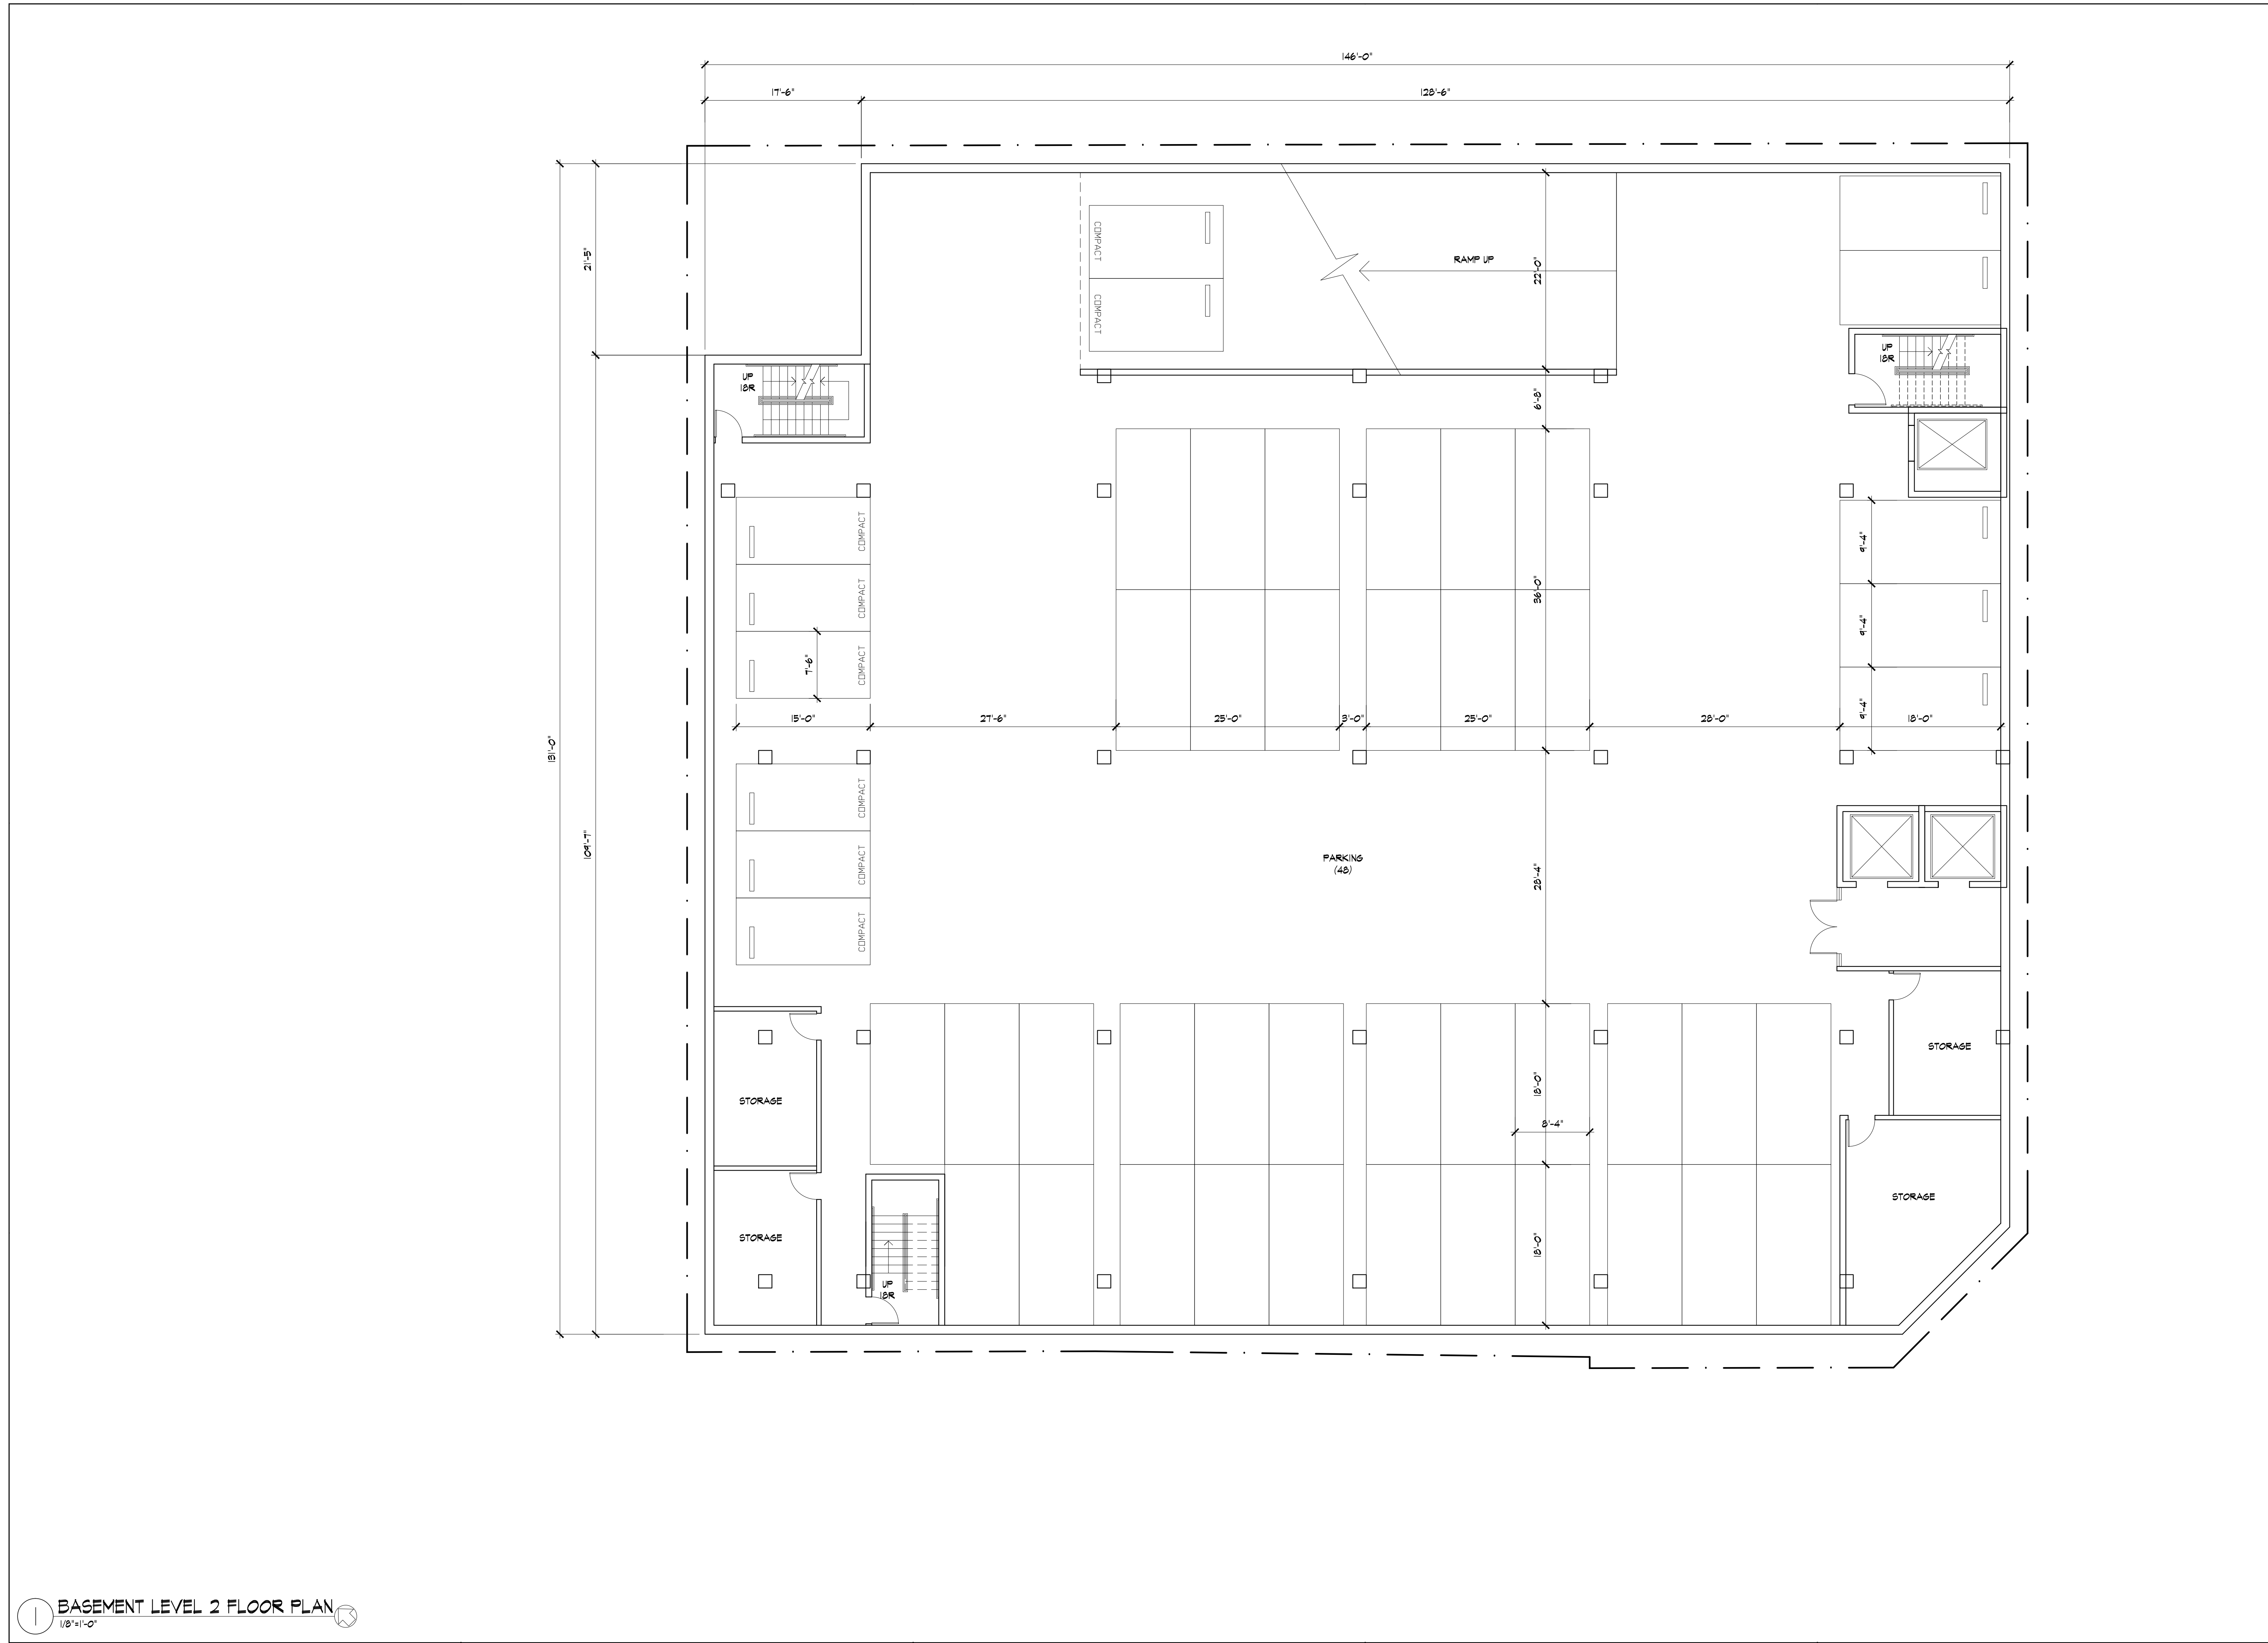 146'-0"
17'-6"
128'-6"
21'-5"
COMPACT
COMPACT
RAMP UP
22'-0"
UP
18R
UP
18R
6'-8"
COMPACT
COMPACT
COMPACT
7'-6"
36'-0"
9'-4"
9'-4"
9'-4"
15'-0"
27'-6"
25'-0"
3'-0"
25'-0"
28'-0"
18'-0"
131'-0"
109'-7"
COMPACT
COMPACT
COMPACT
PARKING
(48)
28'-4"
STORAGE
STORAGE
18'-0"
8'-4"
STORAGE
STORAGE
18'-0"
UP
18R
1
BASEMENT LEVEL 2 FLOOR PLAN
1/8"=1'-0"